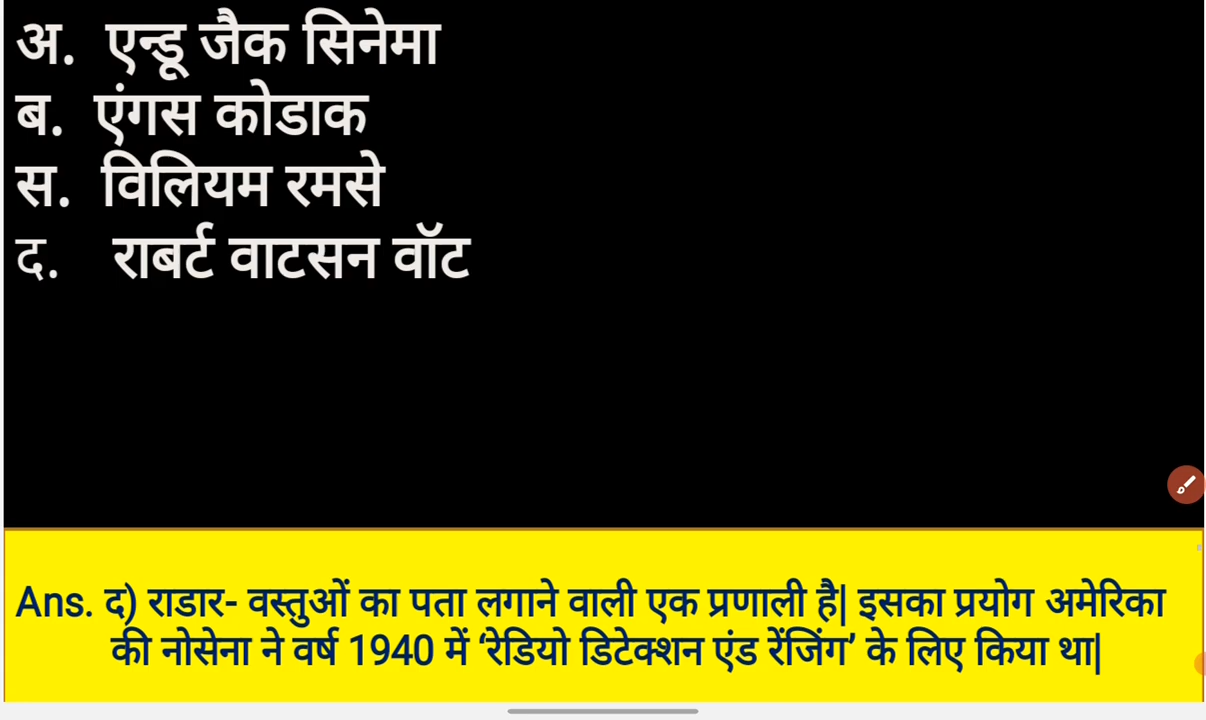 अ. एन्डू जैक सिनेमा
ब. एंगस कोडाक
स. विलियम रमसे
द. राबर्ट वाटसन वॉट
Ans. द) राडार- वस्तुओं का पता लगाने वाली एक प्रणाली है| इसका प्रयोग अमेरिका
की नोसेना ने वर्ष 1940 में ‘रेडियो डिटेक्शन एंड रेंजिंग’ के लिए किया था|